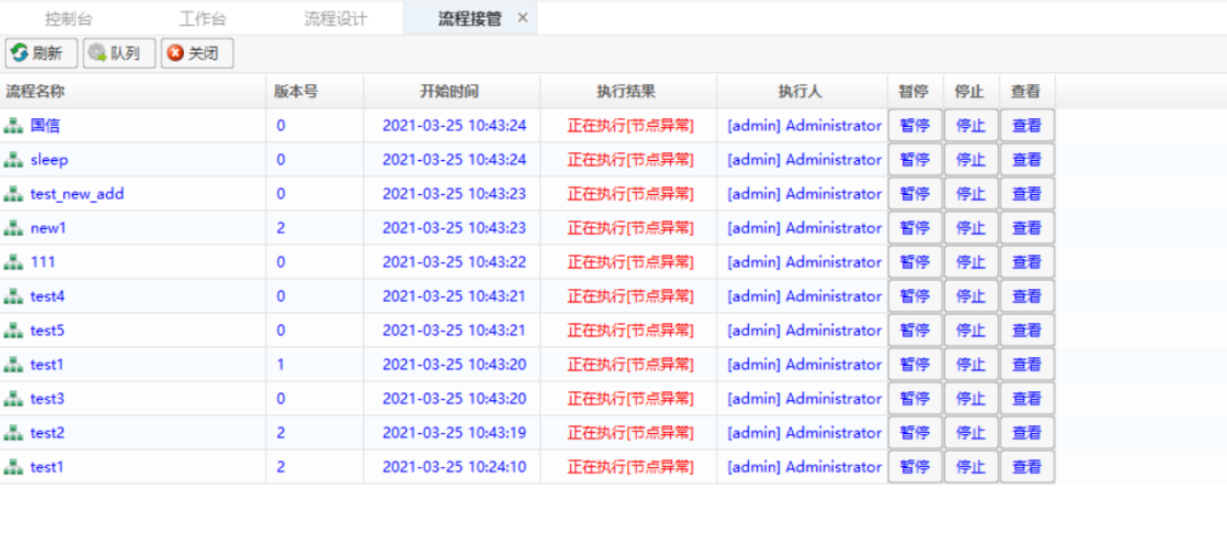 控制台 工作台 流程设计 流程接管 ×
刷新 队列 关闭
流程名称 版本号 开始时间 执行结果 执行人 暂停 停止 查看
国信 0 2021-03-25 10:43:24 正在执行[节点异常] [admin] Administrator 暂停 停止 查看
sleep 0 2021-03-25 10:43:24 正在执行[节点异常] [admin] Administrator 暂停 停止 查看
test_new_add 0 2021-03-25 10:43:23 正在执行[节点异常] [admin] Administrator 暂停 停止 查看
new1 2 2021-03-25 10:43:23 正在执行[节点异常] [admin] Administrator 暂停 停止 查看
111 0 2021-03-25 10:43:22 正在执行[节点异常] [admin] Administrator 暂停 停止 查看
test4 0 2021-03-25 10:43:21 正在执行[节点异常] [admin] Administrator 暂停 停止 查看
test5 0 2021-03-25 10:43:21 正在执行[节点异常] [admin] Administrator 暂停 停止 查看
test1 1 2021-03-25 10:43:20 正在执行[节点异常] [admin] Administrator 暂停 停止 查看
test3 0 2021-03-25 10:43:20 正在执行[节点异常] [admin] Administrator 暂停 停止 查看
test2 2 2021-03-25 10:43:19 正在执行[节点异常] [admin] Administrator 暂停 停止 查看
test1 2 2021-03-25 10:24:10 正在执行[节点异常] [admin] Administrator 暂停 停止 查看